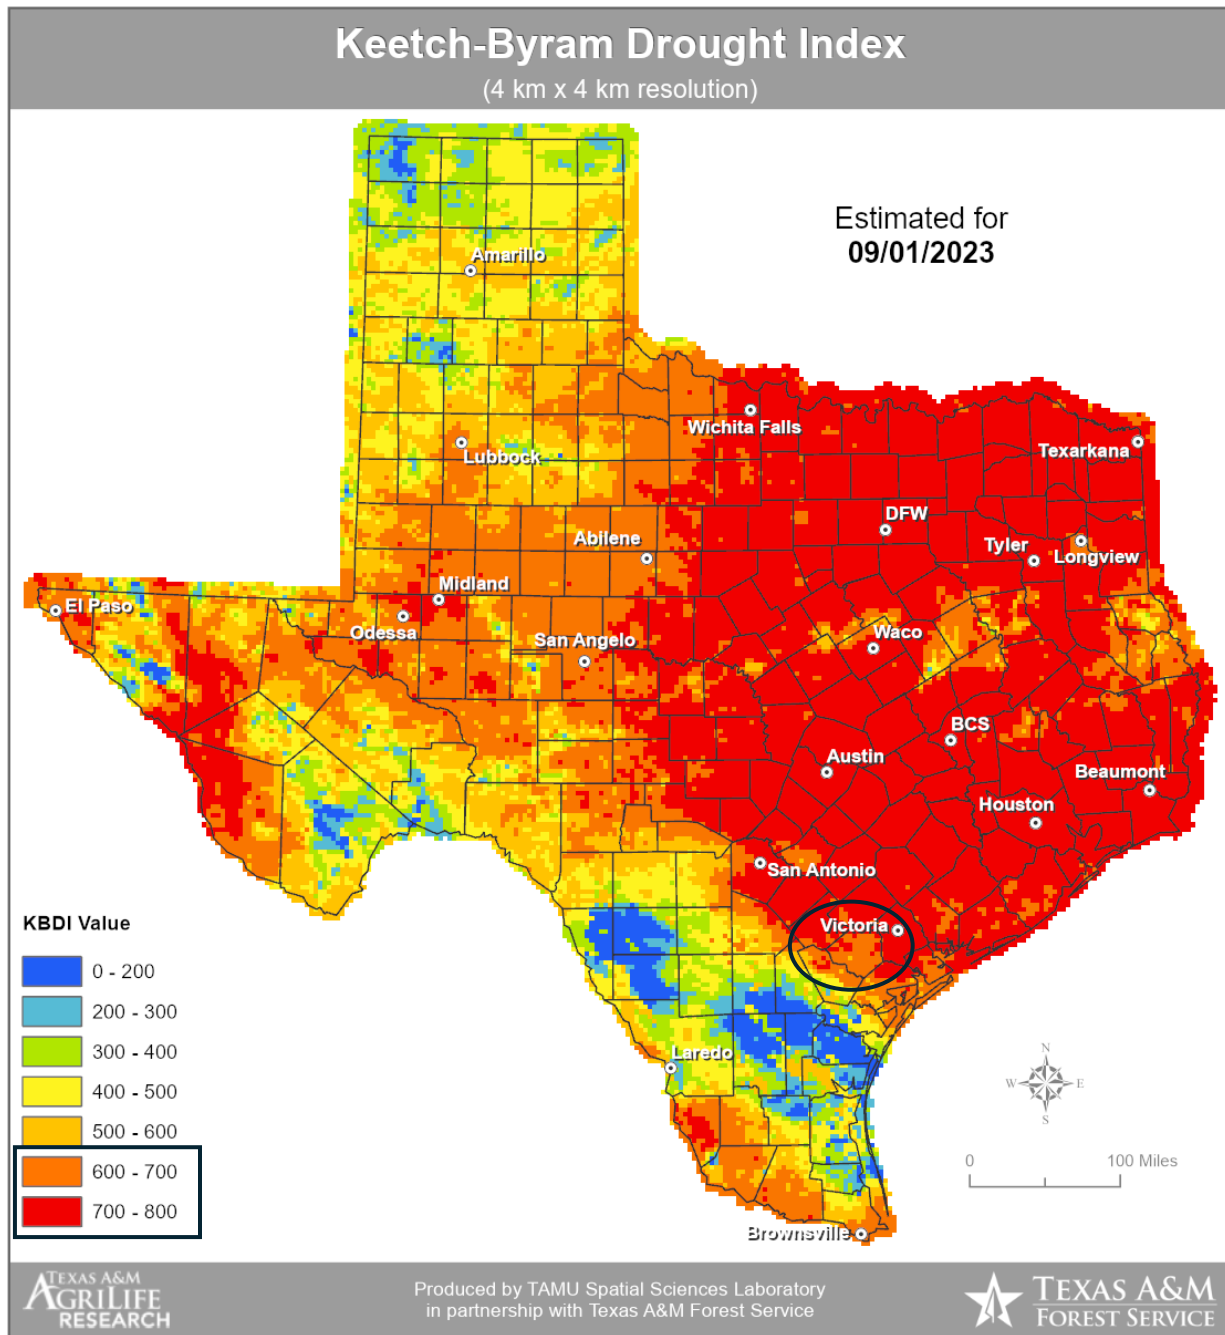 Keetch-Byram Drought Index
(4 km x 4 km resolution)
Estimated for
09/01/2023
Amarillo
Wichita Falls
Texarkana
Lubbock
DFW
Abilene
Tyler
Longview
Midland
El Paso
Odessa
San Angelo
Waco
BCS
Austin
Beaumont
Houston
San Antonio
Victoria
Laredo
Brownsville
KBDI Value
0 - 200
200 - 300
300 - 400
400 - 500
500 - 600
600 - 700
700 - 800
N
W
E
S
0
100 Miles
TEXAS A&M
AGRILIFE
RESEARCH
Produced by TAMU Spatial Sciences Laboratory
in partnership with Texas A&M Forest Service
TEXAS A&M
FOREST SERVICE